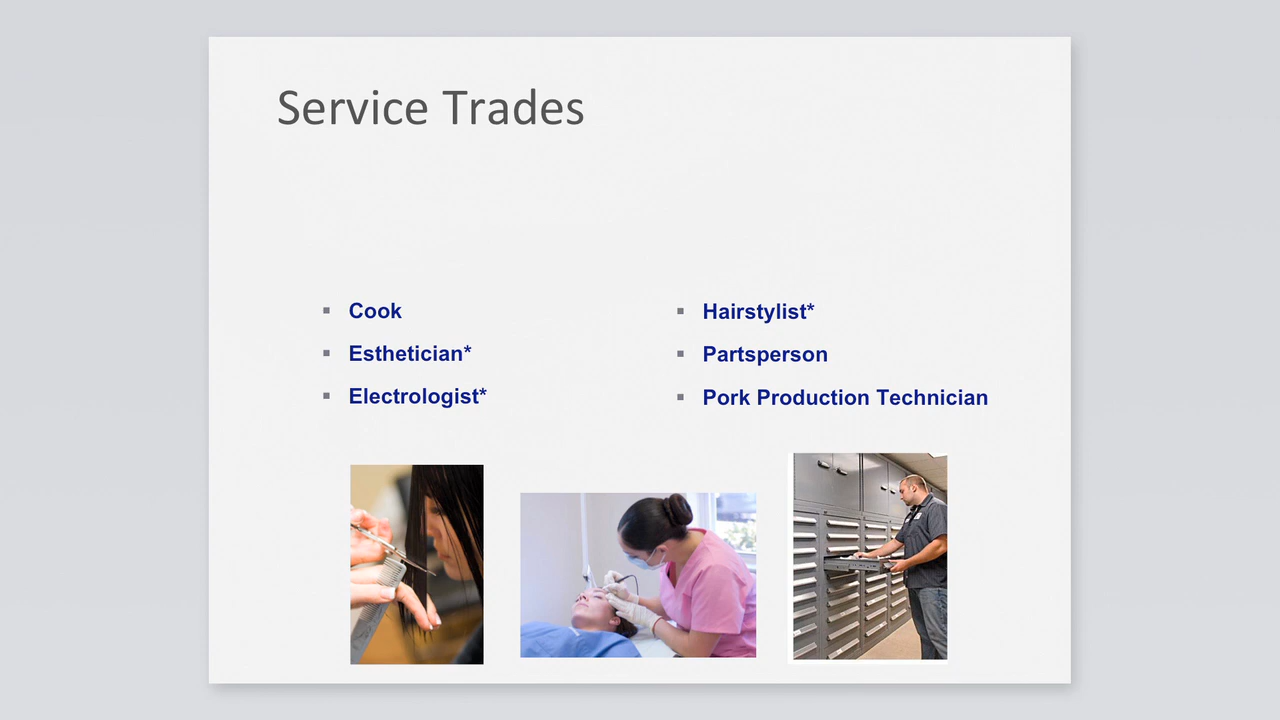 Service Trades
Cook
Esthetician*
Electrologist*
Hairstylist*
Partsperson
Pork Production Technician